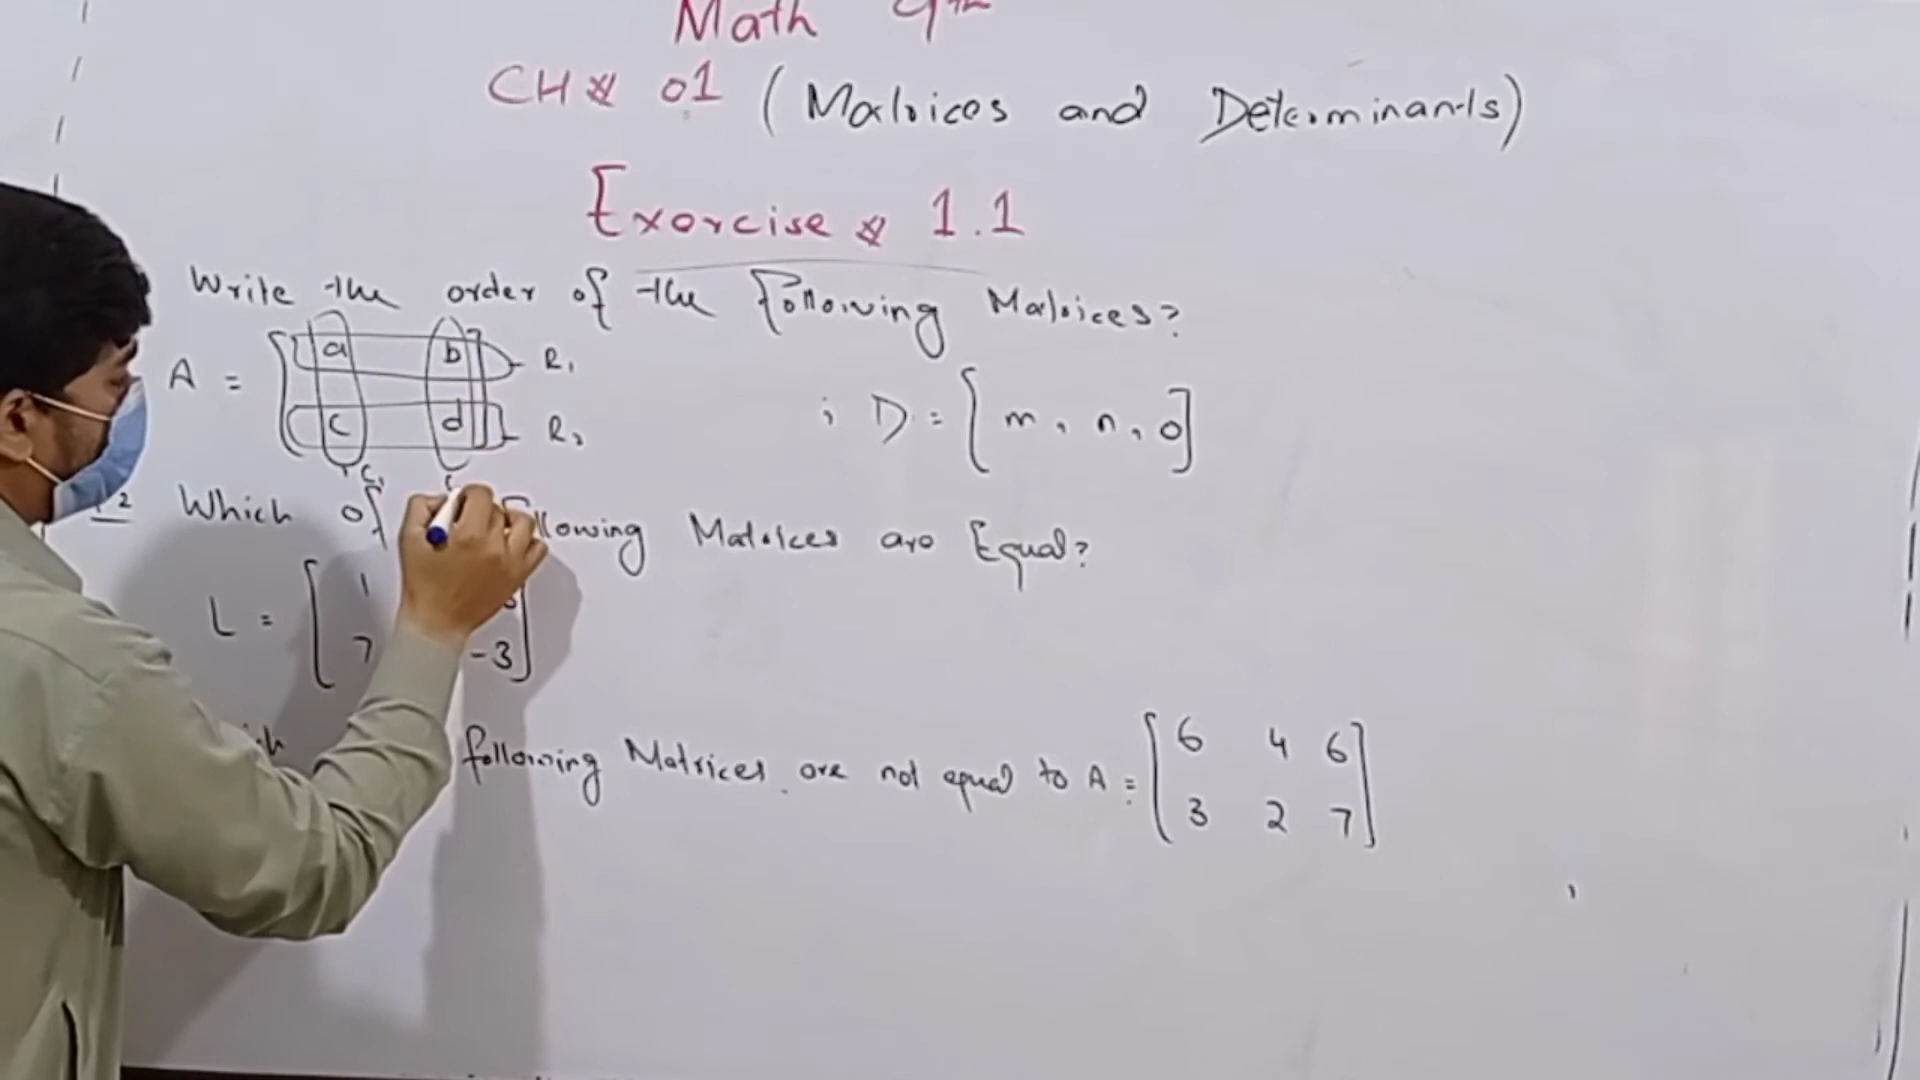 Math 9th
CH# 01 (Matrices and Determinants)
Exercise # 1.1
Write the order of the following Matrices?
A = [a b R1
c d] R2
C1
; D = [m, n, o]
2 Which of following Matrices are Equal?
L = [1
7 -3]
following Matrices are not equal to A = [6 4 6
3 2 7]